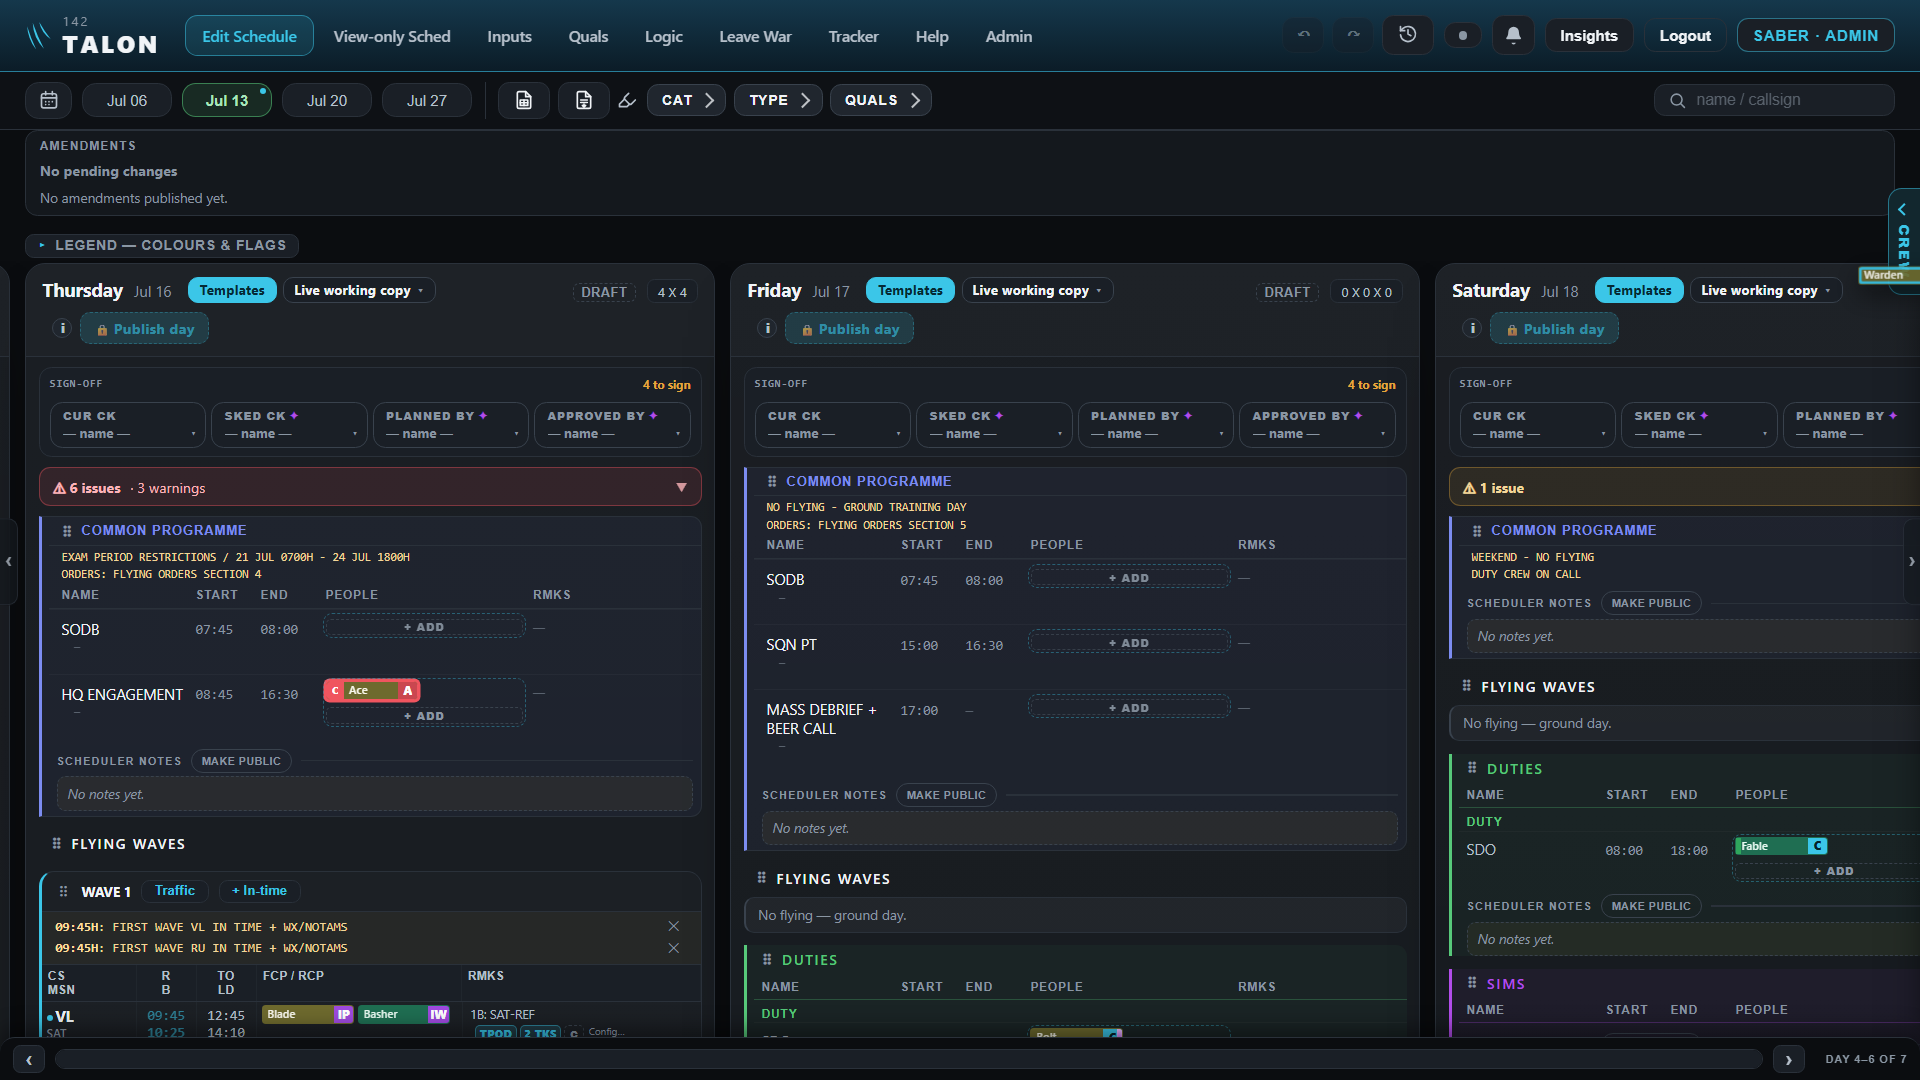 142
TALON
Edit Schedule
View-only Sched
Inputs
Quals
Logic
Leave War
Tracker
Help
Admin
Insights
Logout
SABER · ADMIN
Jul 06
Jul 13
Jul 20
Jul 27
CAT
TYPE
QUALS
name / callsign
AMENDMENTS
No pending changes
No amendments published yet.
LEGEND — COLOURS & FLAGS
CREW
Warden
Thursday Jul 16
Templates
Live working copy
DRAFT
4 X 4
i
Publish day
SIGN-OFF
4 to sign
CUR CK
— name —
SKED CK
— name —
PLANNED BY
— name —
APPROVED BY
— name —
6 issues · 3 warnings
COMMON PROGRAMME
EXAM PERIOD RESTRICTIONS / 21 JUL 0700H - 24 JUL 1800H
ORDERS: FLYING ORDERS SECTION 4
NAME START END PEOPLE RMKS
SODB 07:45 08:00 + ADD —
—
HQ ENGAGEMENT 08:45 16:30 C Ace A —
—
+ ADD
SCHEDULER NOTES MAKE PUBLIC
No notes yet.
FLYING WAVES
WAVE 1 Traffic + In-time
09:45H: FIRST WAVE VL IN TIME + WX/NOTAMS
09:45H: FIRST WAVE RU IN TIME + WX/NOTAMS
CS R TO FCP / RCP RMKS
MSN B LD
VL 09:45 12:45 Blade IP Basher IW 1B: SAT-REF
SAT 10:25 14:10 TPOD 2 TKS C Config...
Friday Jul 17
Templates
Live working copy
DRAFT
0 X 0 X 0
i
Publish day
SIGN-OFF
4 to sign
CUR CK
— name —
SKED CK
— name —
PLANNED BY
— name —
APPROVED BY
— name —
COMMON PROGRAMME
NO FLYING - GROUND TRAINING DAY
ORDERS: FLYING ORDERS SECTION 5
NAME START END PEOPLE RMKS
SODB 07:45 08:00 + ADD —
—
SQN PT 15:00 16:30 + ADD —
—
MASS DEBRIEF + 17:00 — + ADD —
BEER CALL
—
SCHEDULER NOTES MAKE PUBLIC
No notes yet.
FLYING WAVES
No flying — ground day.
DUTIES
NAME START END PEOPLE RMKS
DUTY
Saturday Jul 18
Templates
Live working copy
i
Publish day
SIGN-OFF
CUR CK
— name —
SKED CK
— name —
PLANNED BY
— name —
1 issue
COMMON PROGRAMME
WEEKEND - NO FLYING
DUTY CREW ON CALL
SCHEDULER NOTES MAKE PUBLIC
No notes yet.
FLYING WAVES
No flying — ground day.
DUTIES
NAME START END PEOPLE
DUTY
SDO 08:00 18:00 Fable C
+ ADD
SCHEDULER NOTES MAKE PUBLIC
No notes yet.
SIMS
NAME START END PEOPLE
DAY 4–6 OF 7